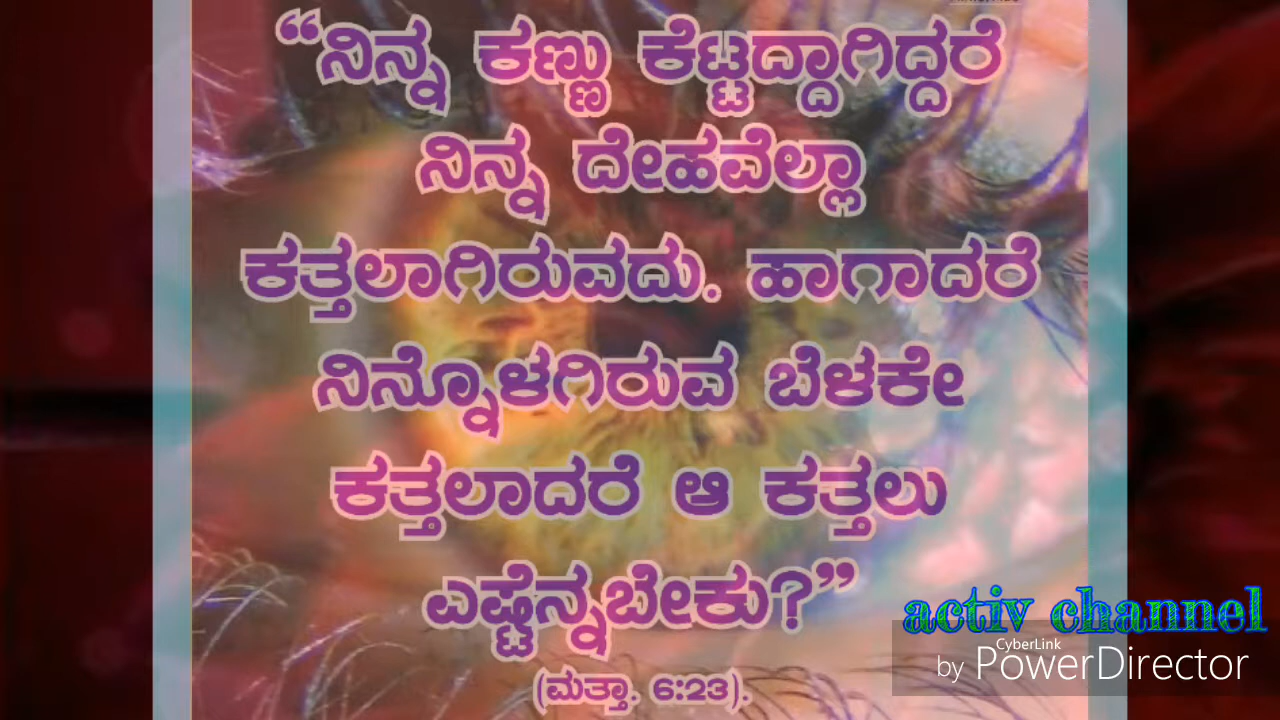 “ನಿನ್ನ ಕಣ್ಣು ಕೆಟ್ಟದ್ದಾಗಿದ್ದರೆ
ನಿನ್ನ ದೇಹವೆಲ್ಲಾ
ಕತ್ತಲಾಗಿರುವದು. ಹಾಗಾದರೆ
ನಿನ್ನೊಳಗಿರುವ ಬೆಳಕೇ
ಕತ್ತಲಾದರೆ ಆ ಕತ್ತಲು
ಎಷ್ಟೆನ್ನಬೇಕು?”
(ಮತ್ತಾ. 6:23).
activ channel
CyberLink
by PowerDirector